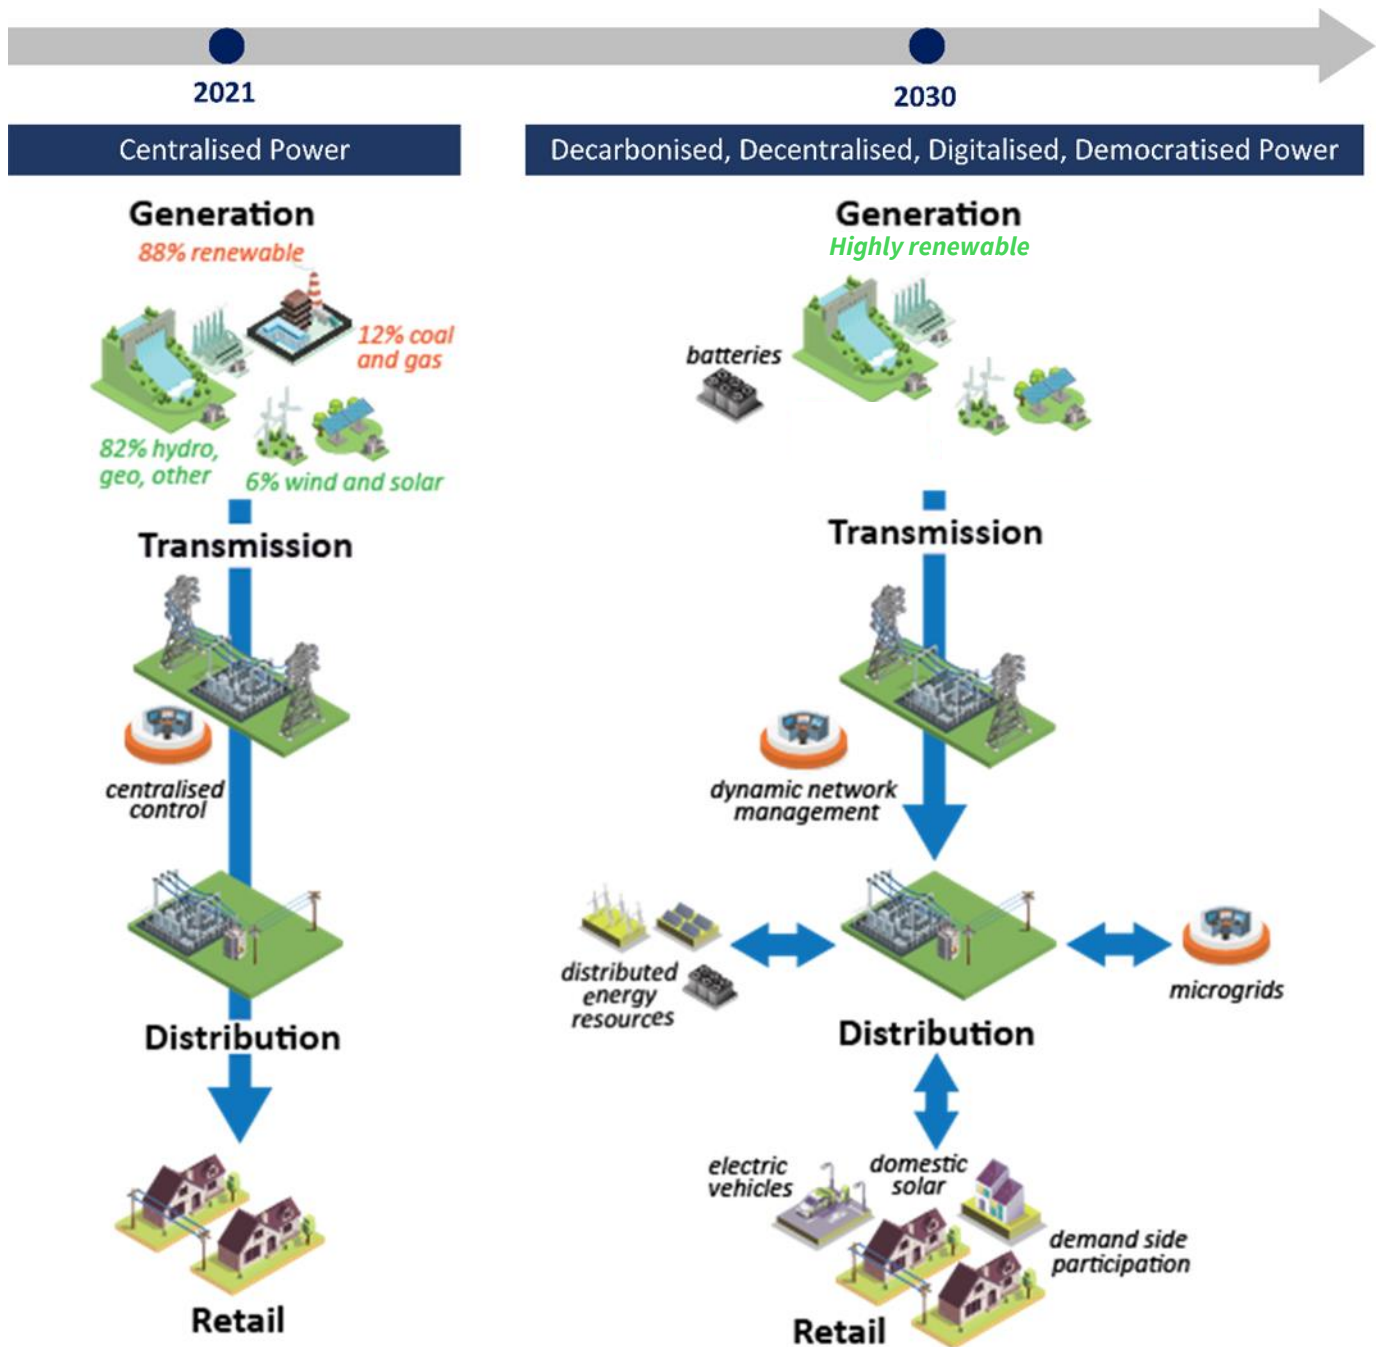 2021
Centralised Power
Generation
88% renewable
12% coal
and gas
82% hydro,
geo, other
6% wind and solar
Transmission
centralised
control
Distribution
Retail
2030
Decarbonised, Decentralised, Digitalised, Democratised Power
Generation
Highly renewable
batteries
Transmission
dynamic network
management
distributed
energy
resources
microgrids
Distribution
electric
vehicles
domestic
solar
demand side
participation
Retail